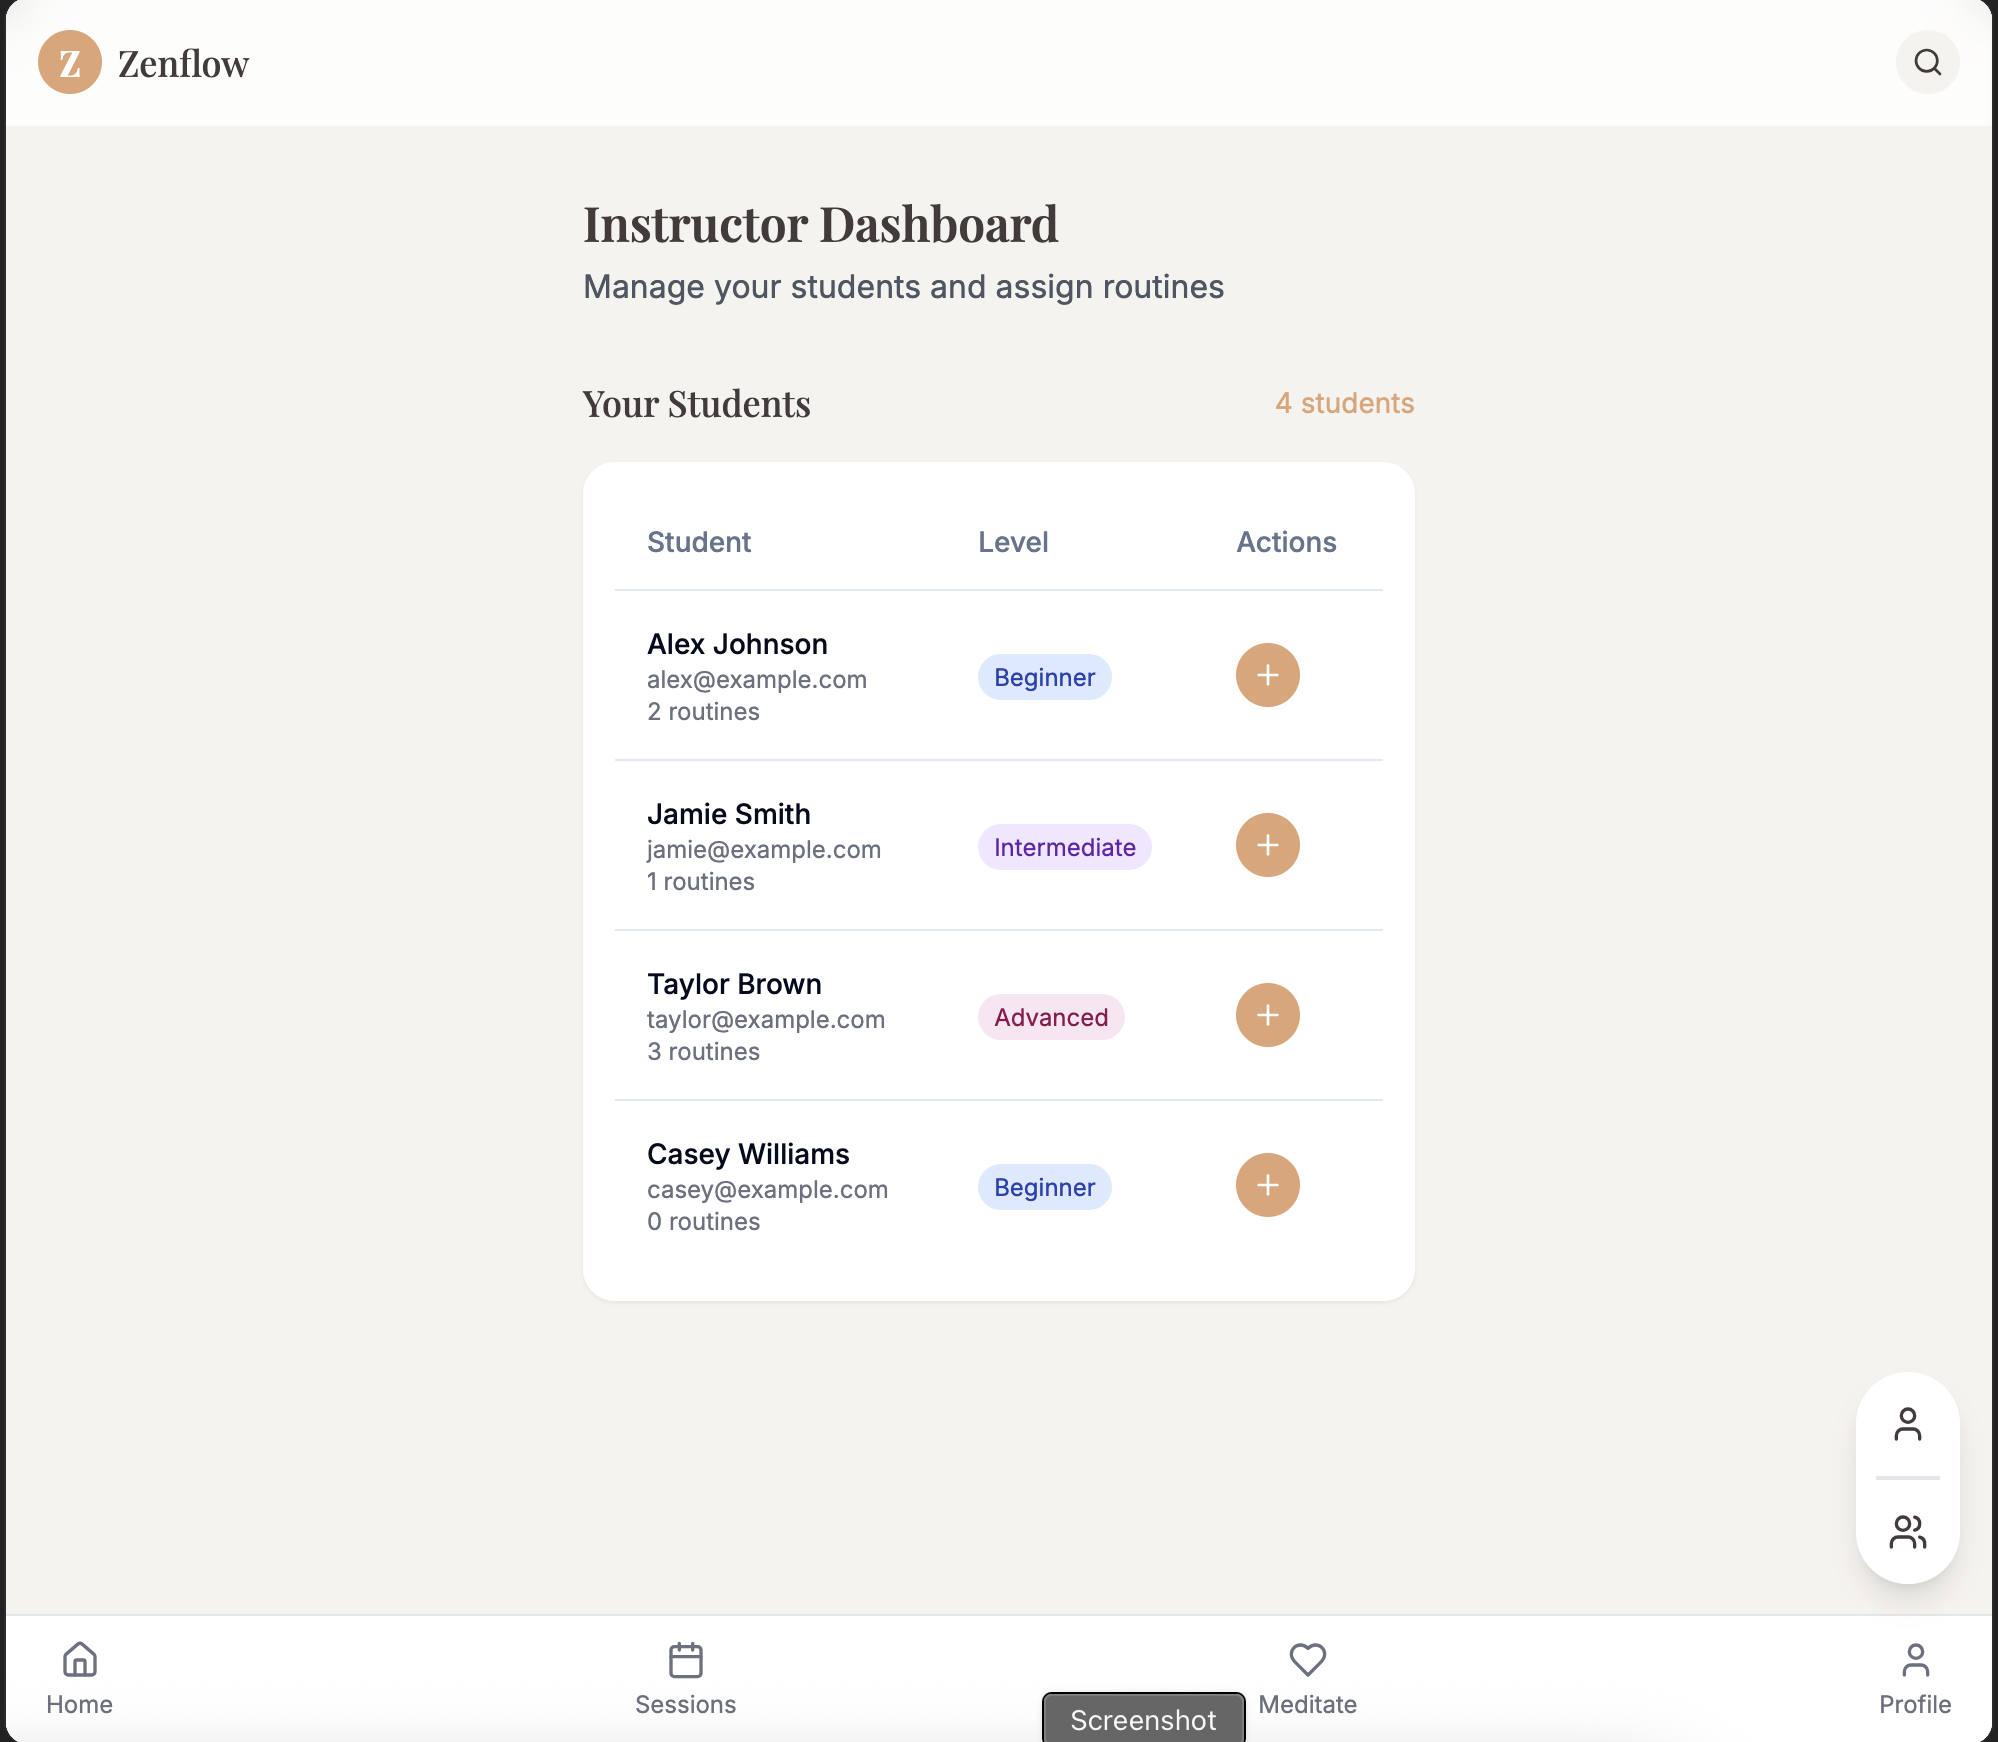 Z Zenflow
Instructor Dashboard
Manage your students and assign routines
Your Students 4 students
Student Level Actions
Alex Johnson
alex@example.com
2 routines
Beginner
Jamie Smith
jamie@example.com
1 routines
Intermediate
Taylor Brown
taylor@example.com
3 routines
Advanced
Casey Williams
casey@example.com
0 routines
Beginner
Home Sessions Meditate Profile
Screenshot